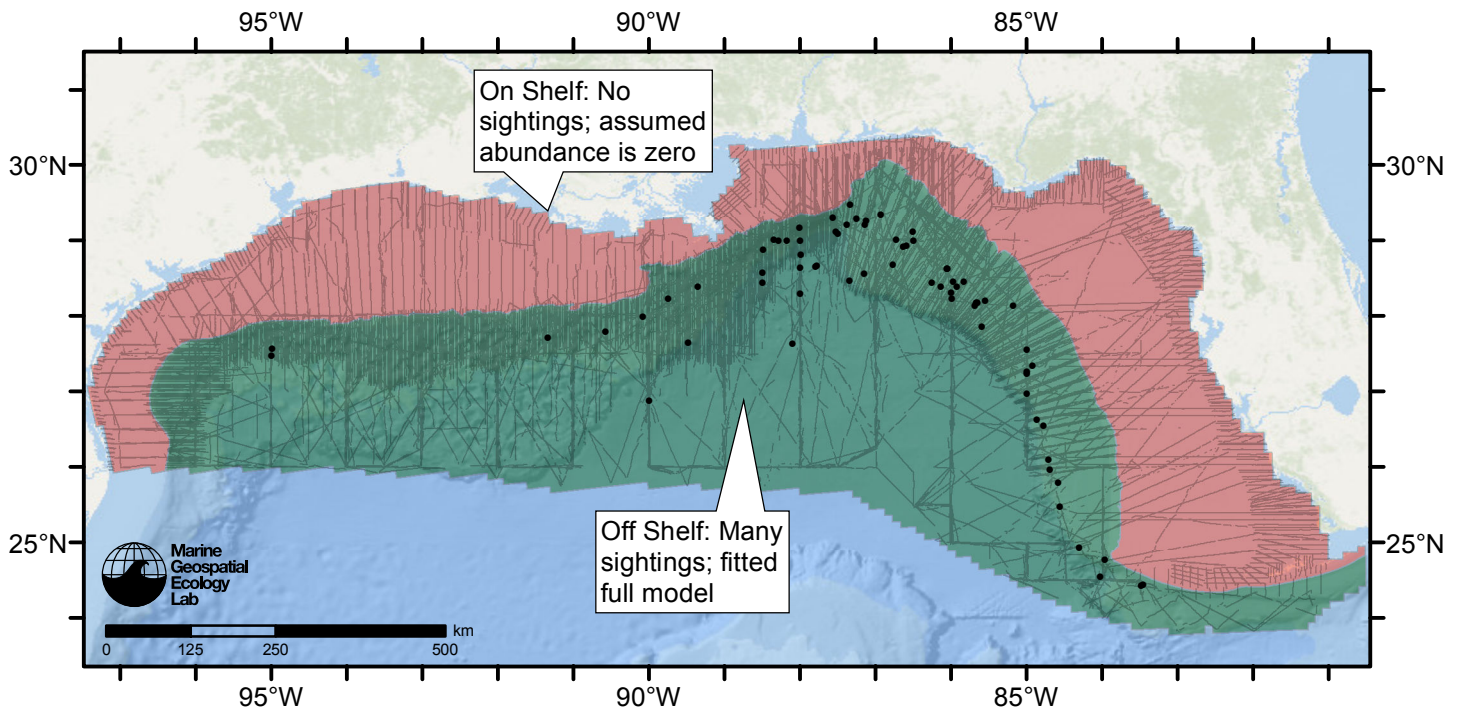 95°W 90°W 85°W
On Shelf: No
sightings; assumed
abundance is zero
30°N 30°N
Off Shelf: Many
sightings; fitted
full model
25°N 25°N
Marine
Geospatial
Ecology
Lab
km
0 125 250 500
95°W 90°W 85°W